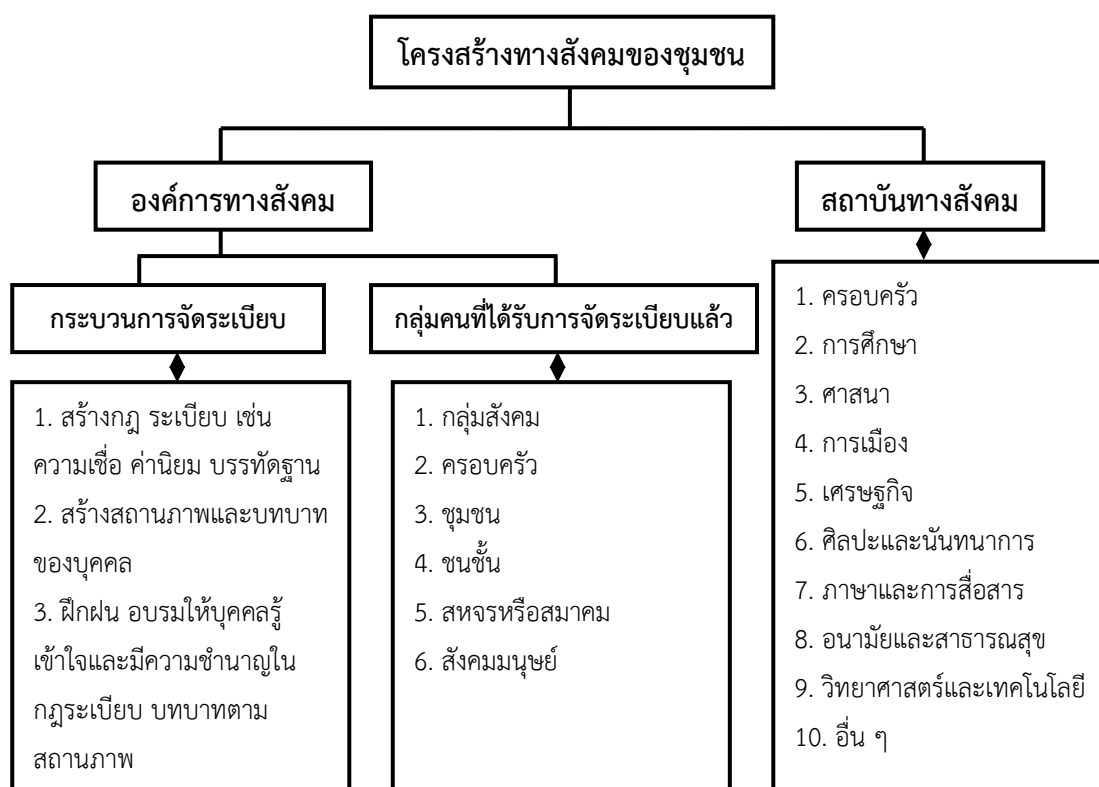 โครงสร้างทางสังคมของชุมชน
องค์การทางสังคม
สถาบันทางสังคม
กระบวนการจัดระเบียบ
กลุ่มคนที่ได้รับการจัดระเบียบแล้ว
1. สร้างกฎ ระเบียบ เช่น
ความเชื่อ ค่านิยม บรรทัดฐาน
2. สร้างสถานภาพและบทบาท
ของบุคคล
3. ฝึกฝน อบรมให้บุคคลรู้
เข้าใจและมีความชำนาญใน
กฎระเบียบ บทบาทตาม
สถานภาพ
1. กลุ่มสังคม
2. ครอบครัว
3. ชุมชน
4. ชนชั้น
5. สหจรหรือสมาคม
6. สังคมมนุษย์
1. ครอบครัว
2. การศึกษา
3. ศาสนา
4. การเมือง
5. เศรษฐกิจ
6. ศิลปะและนันทนาการ
7. ภาษาและการสื่อสาร
8. อนามัยและสาธารณสุข
9. วิทยาศาสตร์และเทคโนโลยี
10. อื่น ๆ